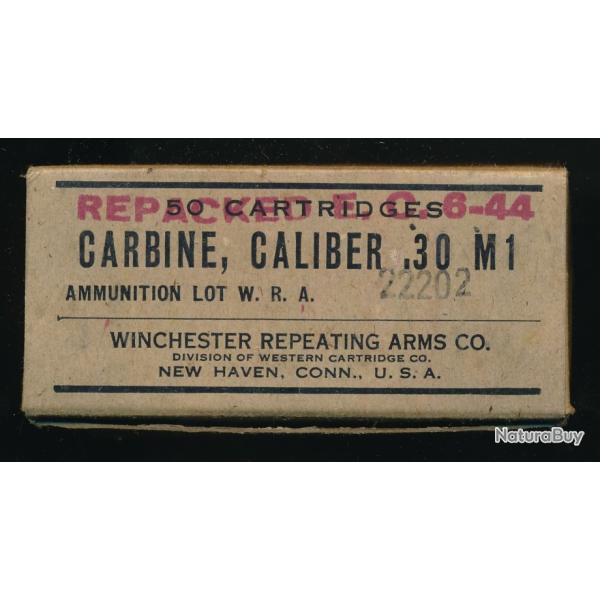 REPACKED E. C. 6-44
50 CARTRIDGES
CARBINE, CALIBER .30 M1
AMMUNITION LOT W. R. A. 22202
WINCHESTER REPEATING ARMS CO.
DIVISION OF WESTERN CARTRIDGE CO.
NEW HAVEN, CONN., U. S. A.
NaturaBuy